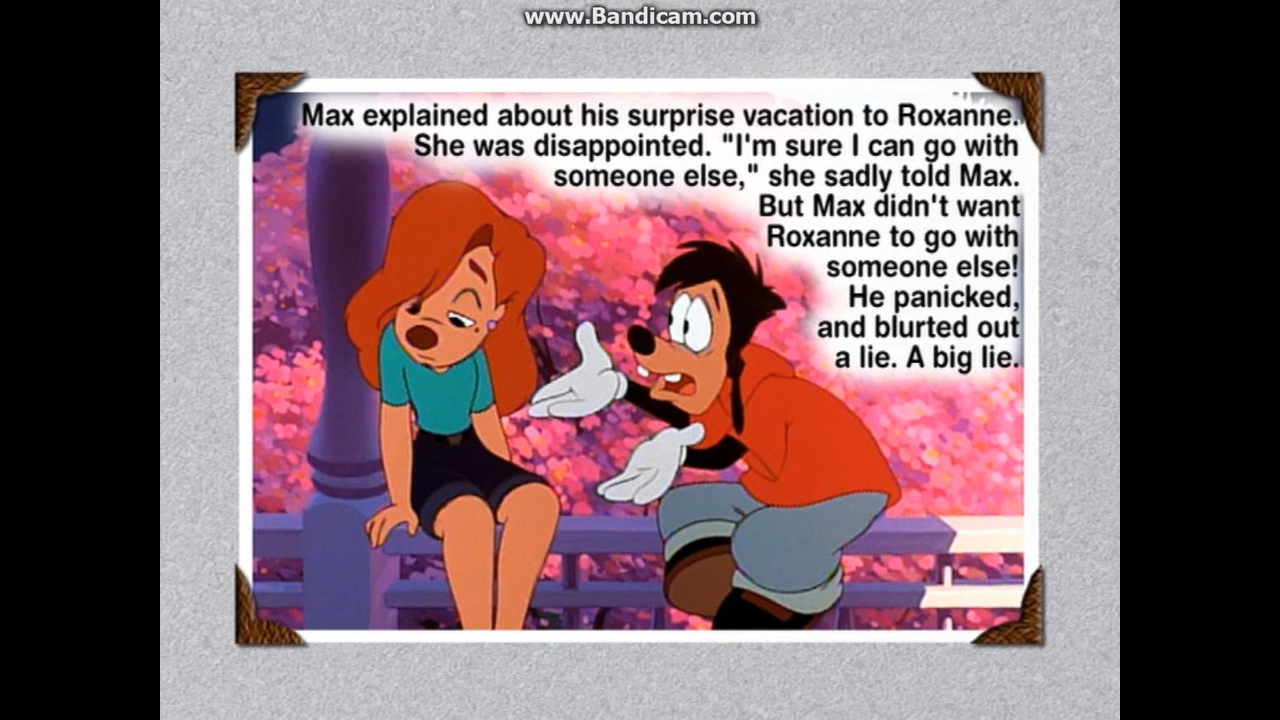 www.Bandicam.com
Max explained about his surprise vacation to Roxanne.
She was disappointed. "I'm sure I can go with
someone else," she sadly told Max.
But Max didn't want
Roxanne to go with
someone else!
He panicked,
and blurted out
a lie. A big lie.